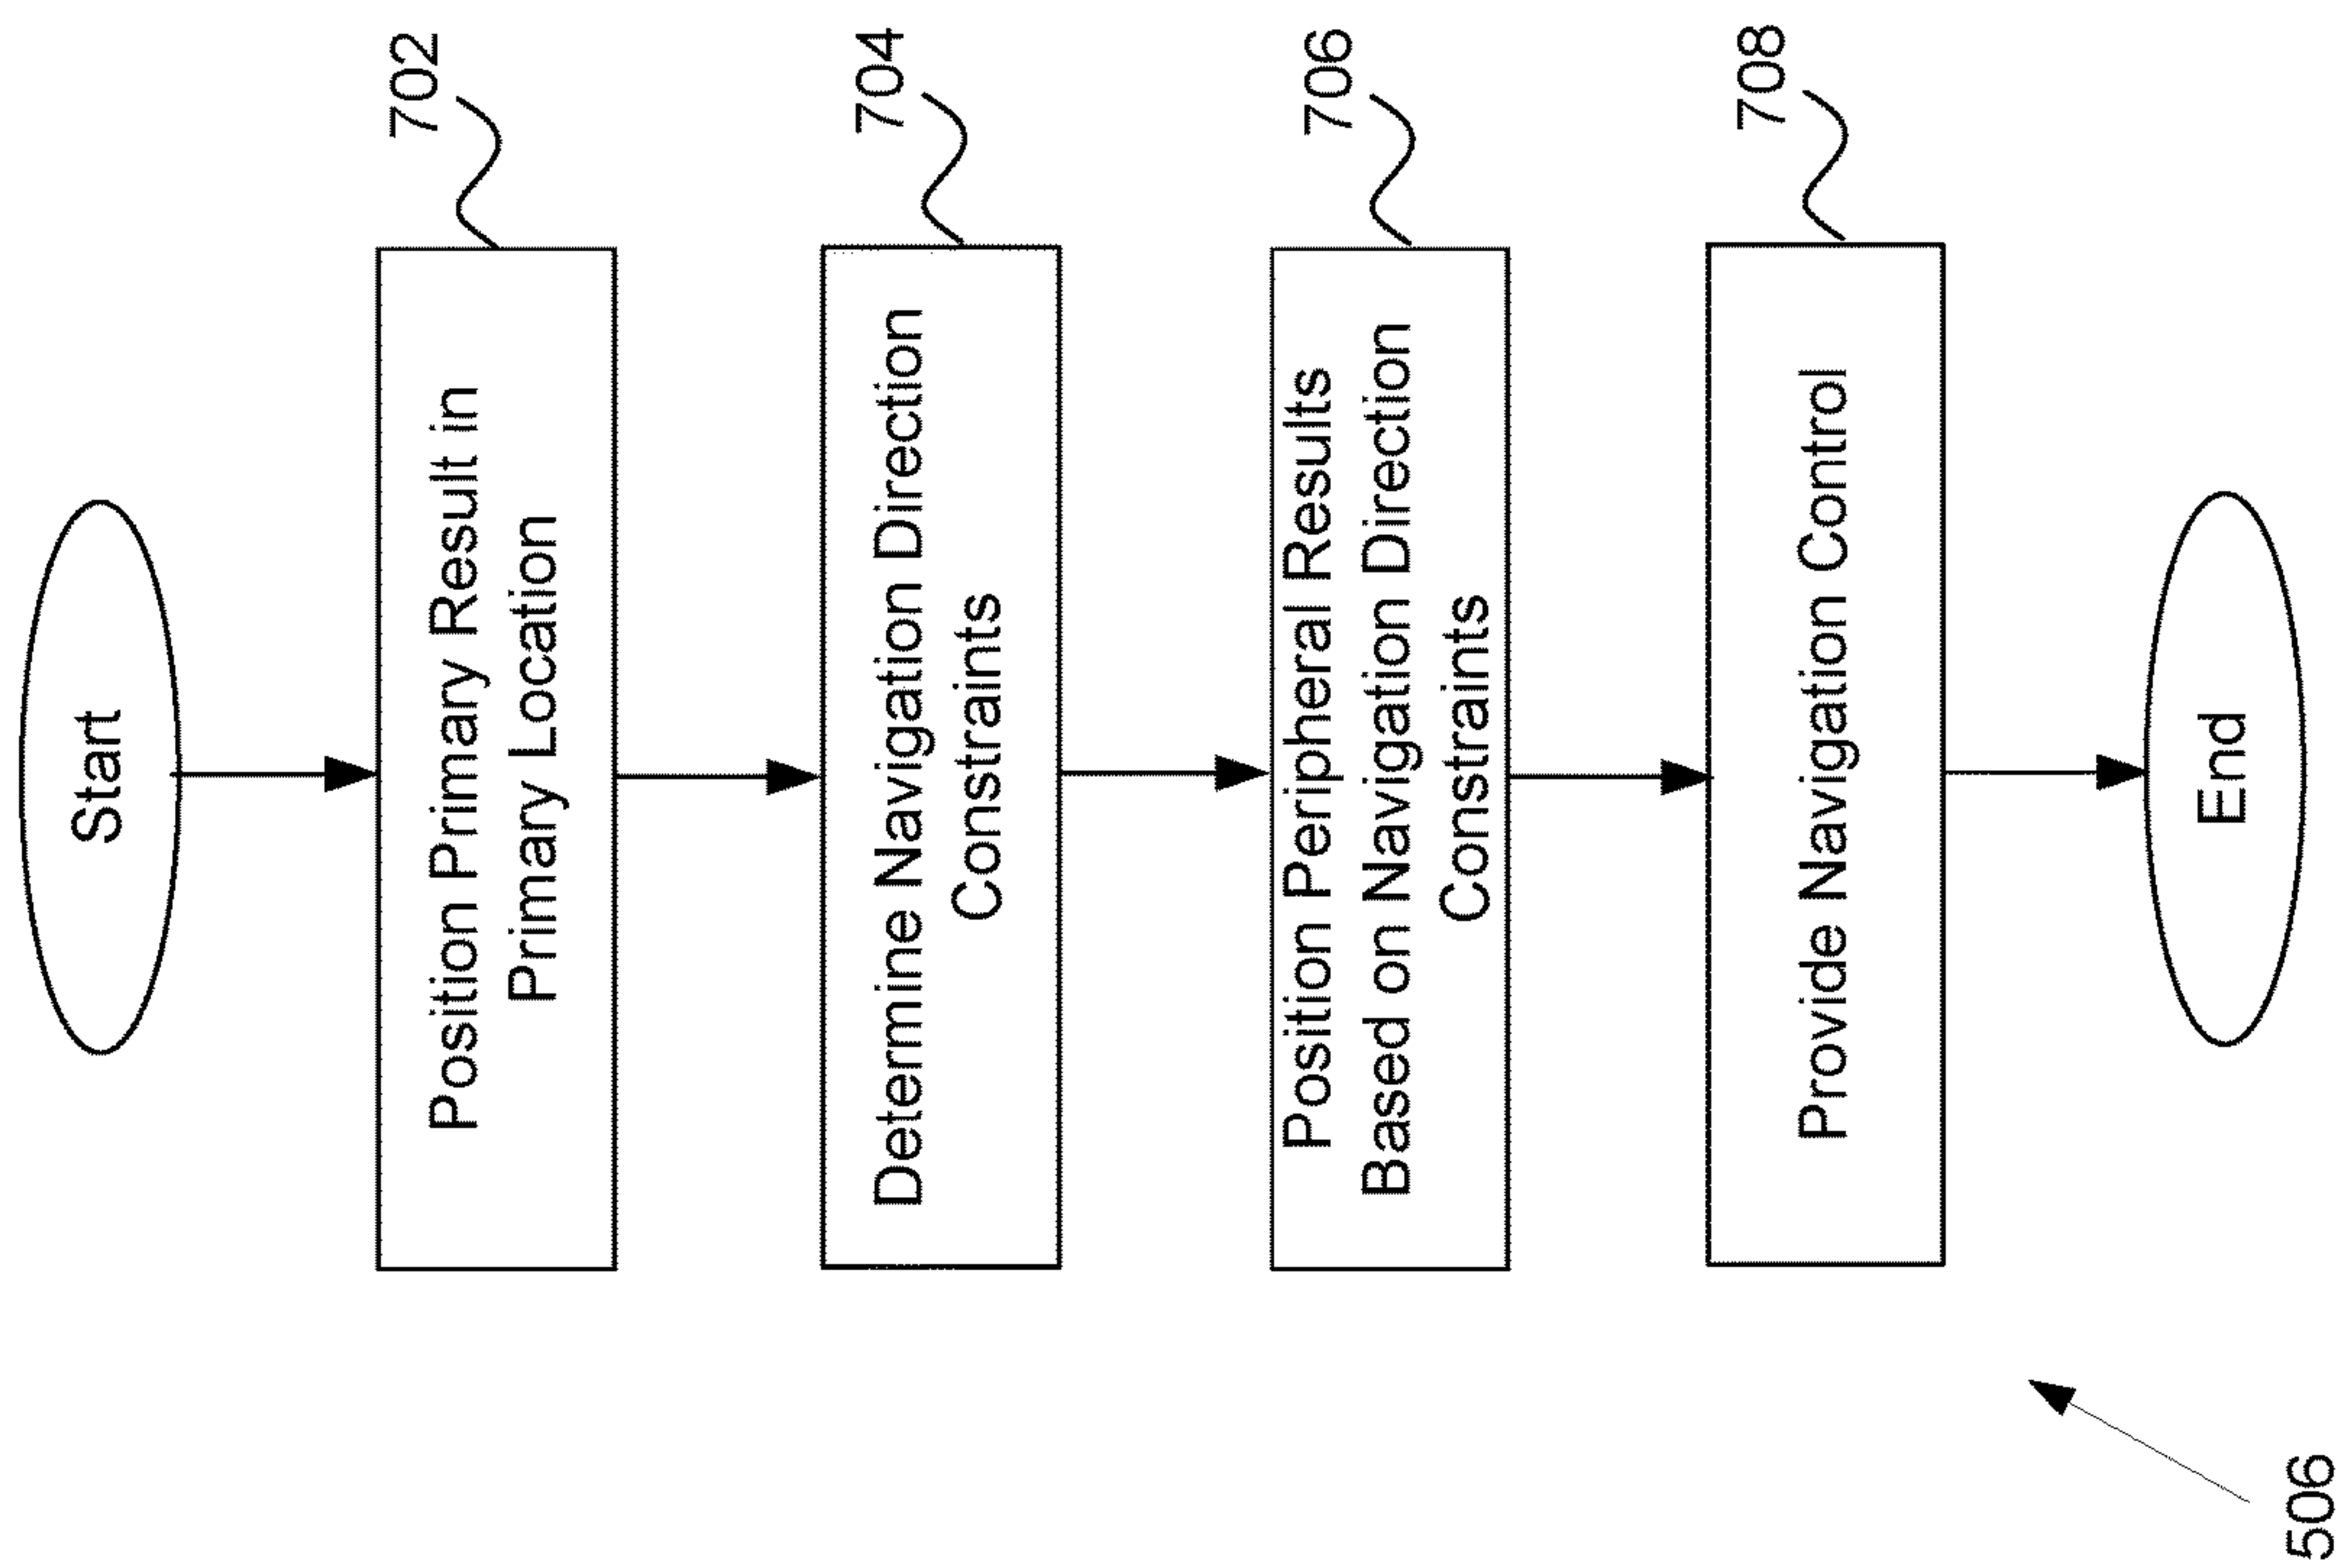 Start
702
Position Primary Result in
Primary Location
704
Determine Navigation Direction
Constraints
706
Position Peripheral Results
Based on Navigation Direction
Constraints
708
Provide Navigation Control
End
506